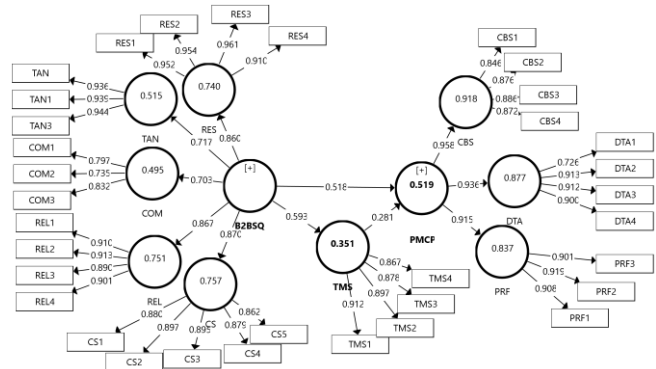 RES1
RES2
RES3
RES4
0.952
0.954
0.961
0.910
0.740
RES
TAN
TAN1
TAN3
0.936
0.935
0.944
0.515
TAN
0.717
0.860
COM1
COM2
COM3
0.797
0.735
0.832
0.495
COM
0.703
[+]
B2BSQ
0.867
0.870
REL1
REL2
REL3
REL4
0.910
0.913
0.890
0.901
0.751
REL
0.757
CS
0.880
0.897
0.895
0.879
0.862
CS1
CS2
CS3
CS4
CS5
0.518
0.593
0.351
TMS
0.281
0.912
0.897
0.878
0.867
TMS1
TMS2
TMS3
TMS4
[+]
0.519
PMCP
0.958
0.936
0.915
0.918
CBS
0.846
0.876
0.886
0.872
CBS1
CBS2
CBS3
CBS4
0.877
DTA
0.726
0.913
0.912
0.900
DTA1
DTA2
DTA3
DTA4
0.837
PRF
0.901
0.919
0.908
PRF3
PRF2
PRF1